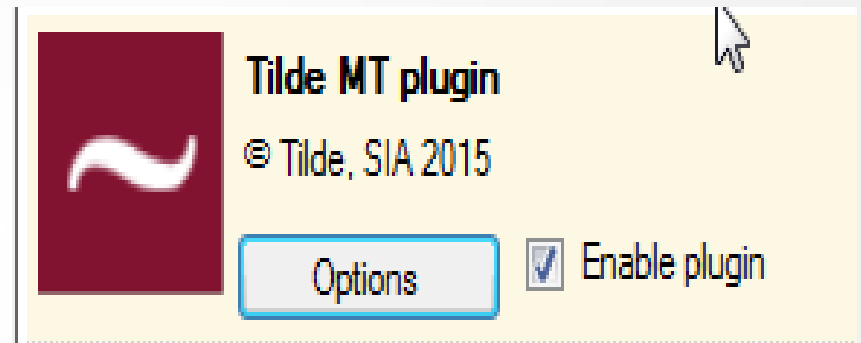 Tilde MT plugin
© Tilde, SIA 2015
Options
Enable plugin